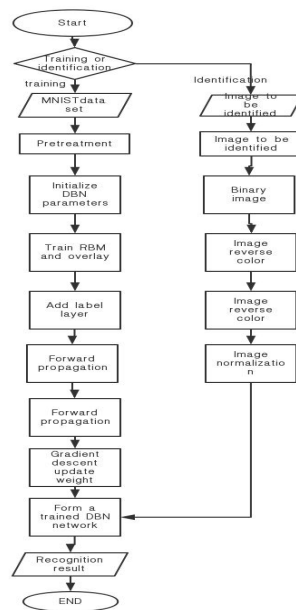 Start
Training or
identification
training
Identification
MNISTdata
set
Image to
be
identified
Pretreatment
Image to be
identified
Initialize
DBN
parameters
Binary
image
Train RBM
and overlay
Image
reverse
color
Add label
layer
Image
reverse
color
Forward
propagation
Image
normalizatio
n
Forward
propagation
Gradient
descent
update
weight
Form a
trained DBN
network
Recognition
result
END